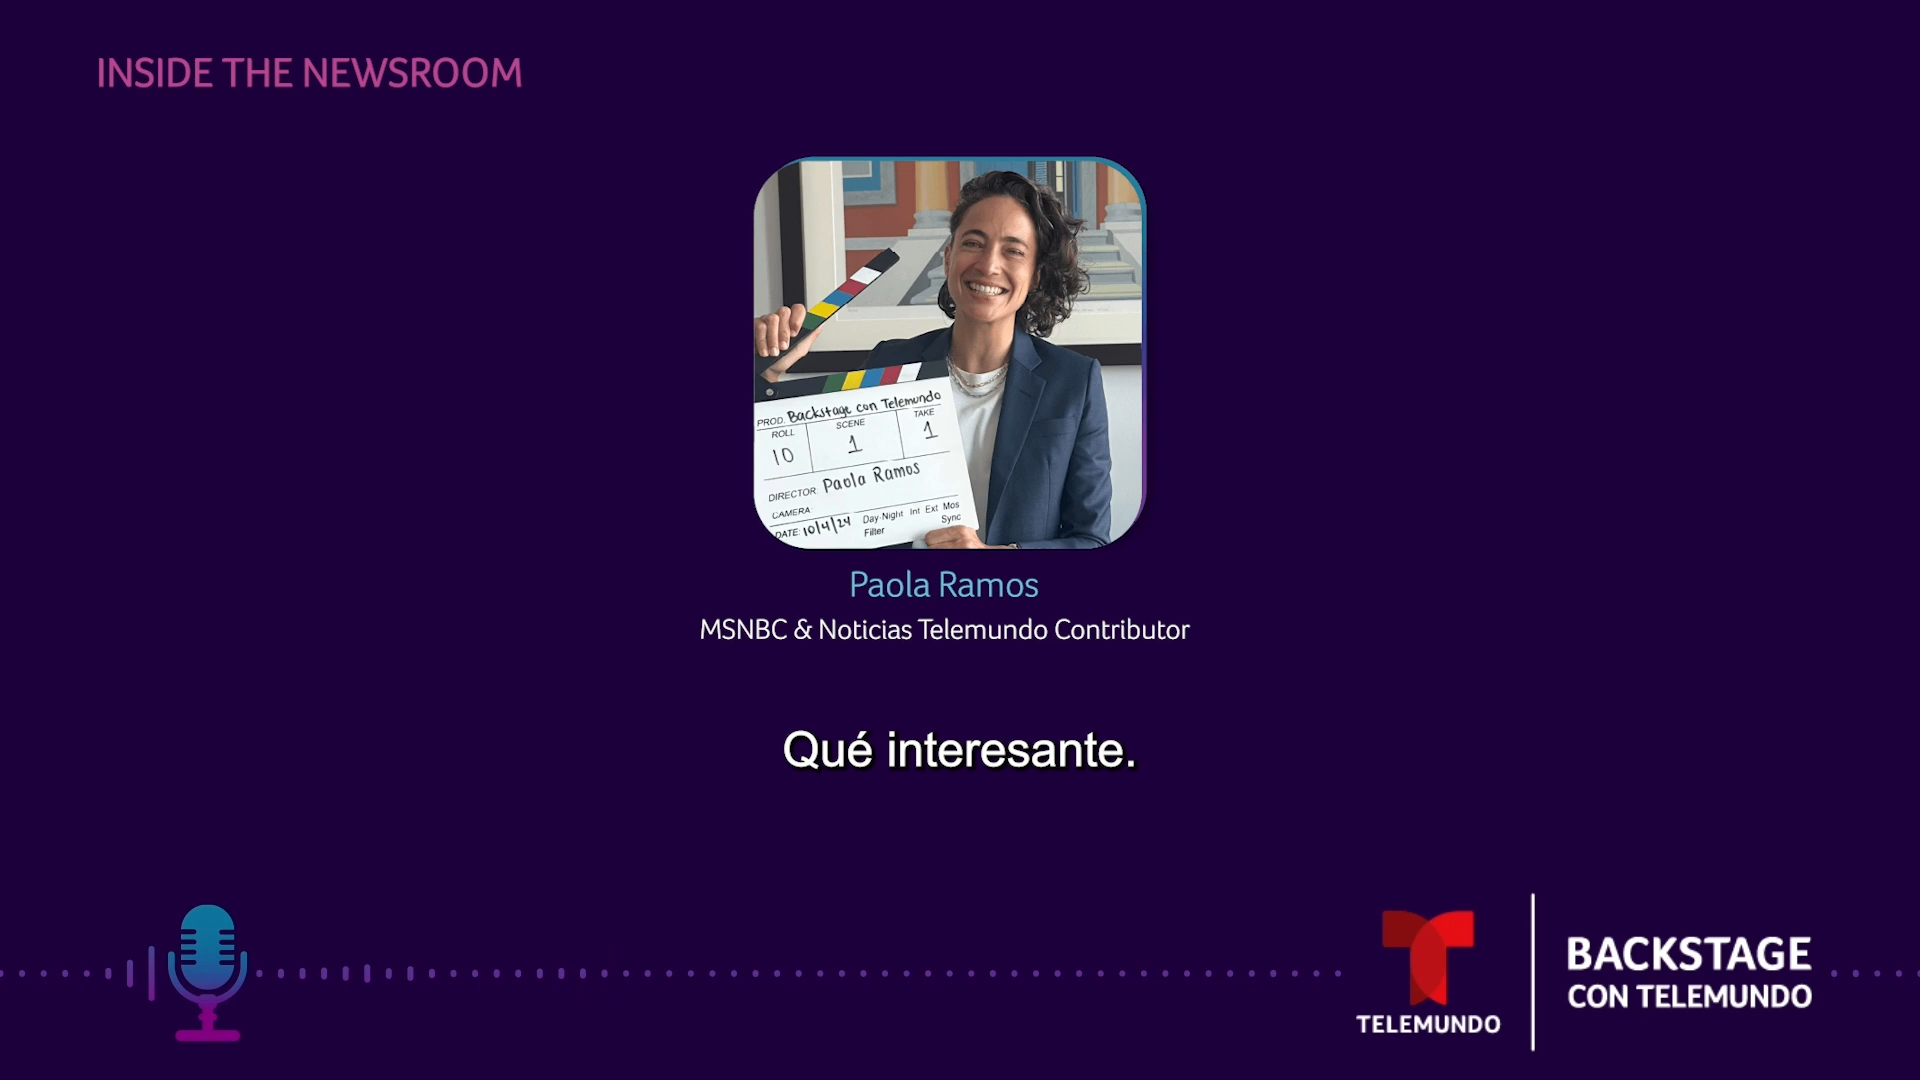 INSIDE THE NEWSROOM
PROD. Backstage con Telemundo
ROLL SCENE TAKE
10 1 1
DIRECTOR: Paola Ramos
CAMERA:
DATE: 10/4/24 Day-Night Int Ext Mos
Filter Sync
Paola Ramos
MSNBC & Noticias Telemundo Contributor
Qué interesante.
TELEMUNDO
BACKSTAGE
CON TELEMUNDO